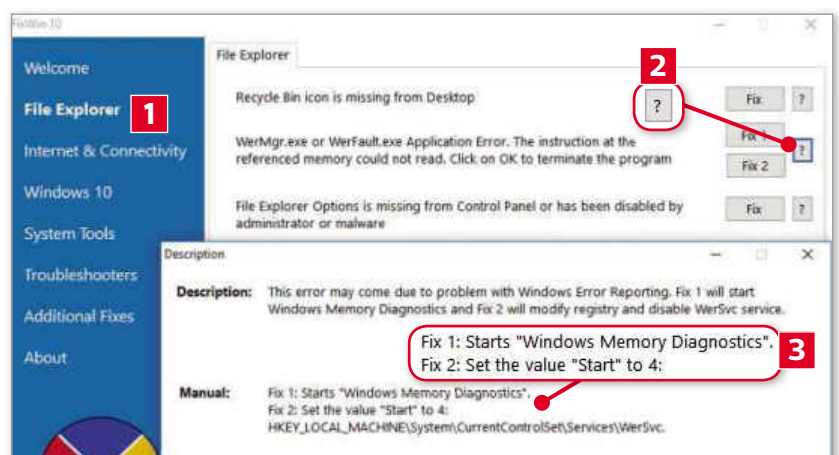 FixWin 10
Welcome
File Explorer
1
Internet & Connectivity
Windows 10
System Tools
Troubleshooters
Additional Fixes
About
File Explorer
2
?
Recycle Bin icon is missing from Desktop
Fix
?
WerMgr.exe or WerFault.exe Application Error. The instruction at the
referenced memory could not read. Click on OK to terminate the program
Fix 1
?
Fix 2
File Explorer Options is missing from Control Panel or has been disabled by
administrator or malware
Fix
?
Description
Description: This error may come due to problem with Windows Error Reporting. Fix 1 will start
Windows Memory Diagnostics and Fix 2 will modify registry and disable WerSvc service.
Fix 1: Starts "Windows Memory Diagnostics".
Fix 2: Set the value "Start" to 4:
3
Manual: Fix 1: Starts "Windows Memory Diagnostics".
Fix 2: Set the value "Start" to 4:
HKEY_LOCAL_MACHINE\System\CurrentControlSet\Services\WerSvc.